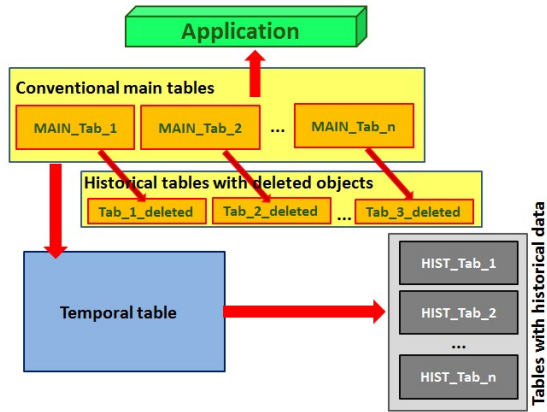 Application
Conventional main tables
MAIN_Tab_1
MAIN_Tab_2
...
MAIN_Tab_n
Historical tables with deleted objects
Tab_1_deleted
Tab_2_deleted
...
Tab_3_deleted
Temporal table
HIST_Tab_1
HIST_Tab_2
...
HIST_Tab_n
Tables with historical data